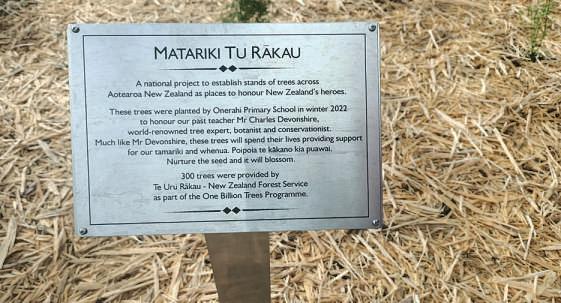 MATARIKI TU RĀKAU
A national project to establish stands of trees across
Aotearoa New Zealand as places to honour New Zealand's heroes.
These trees were planted by Onerahi Primary School in winter 2022
to honour our past teacher Mr Charles Devonshire,
world-renowned tree expert, botanist and conservationist.
Much like Mr Devonshire, these trees will spend their lives providing support
for our tamariki and whenua. Poipoia te kākano kia puawai.
Nurture the seed and it will blossom.
300 trees were provided by
Te Uru Rākau - New Zealand Forest Service
as part of the One Billion Trees Programme.